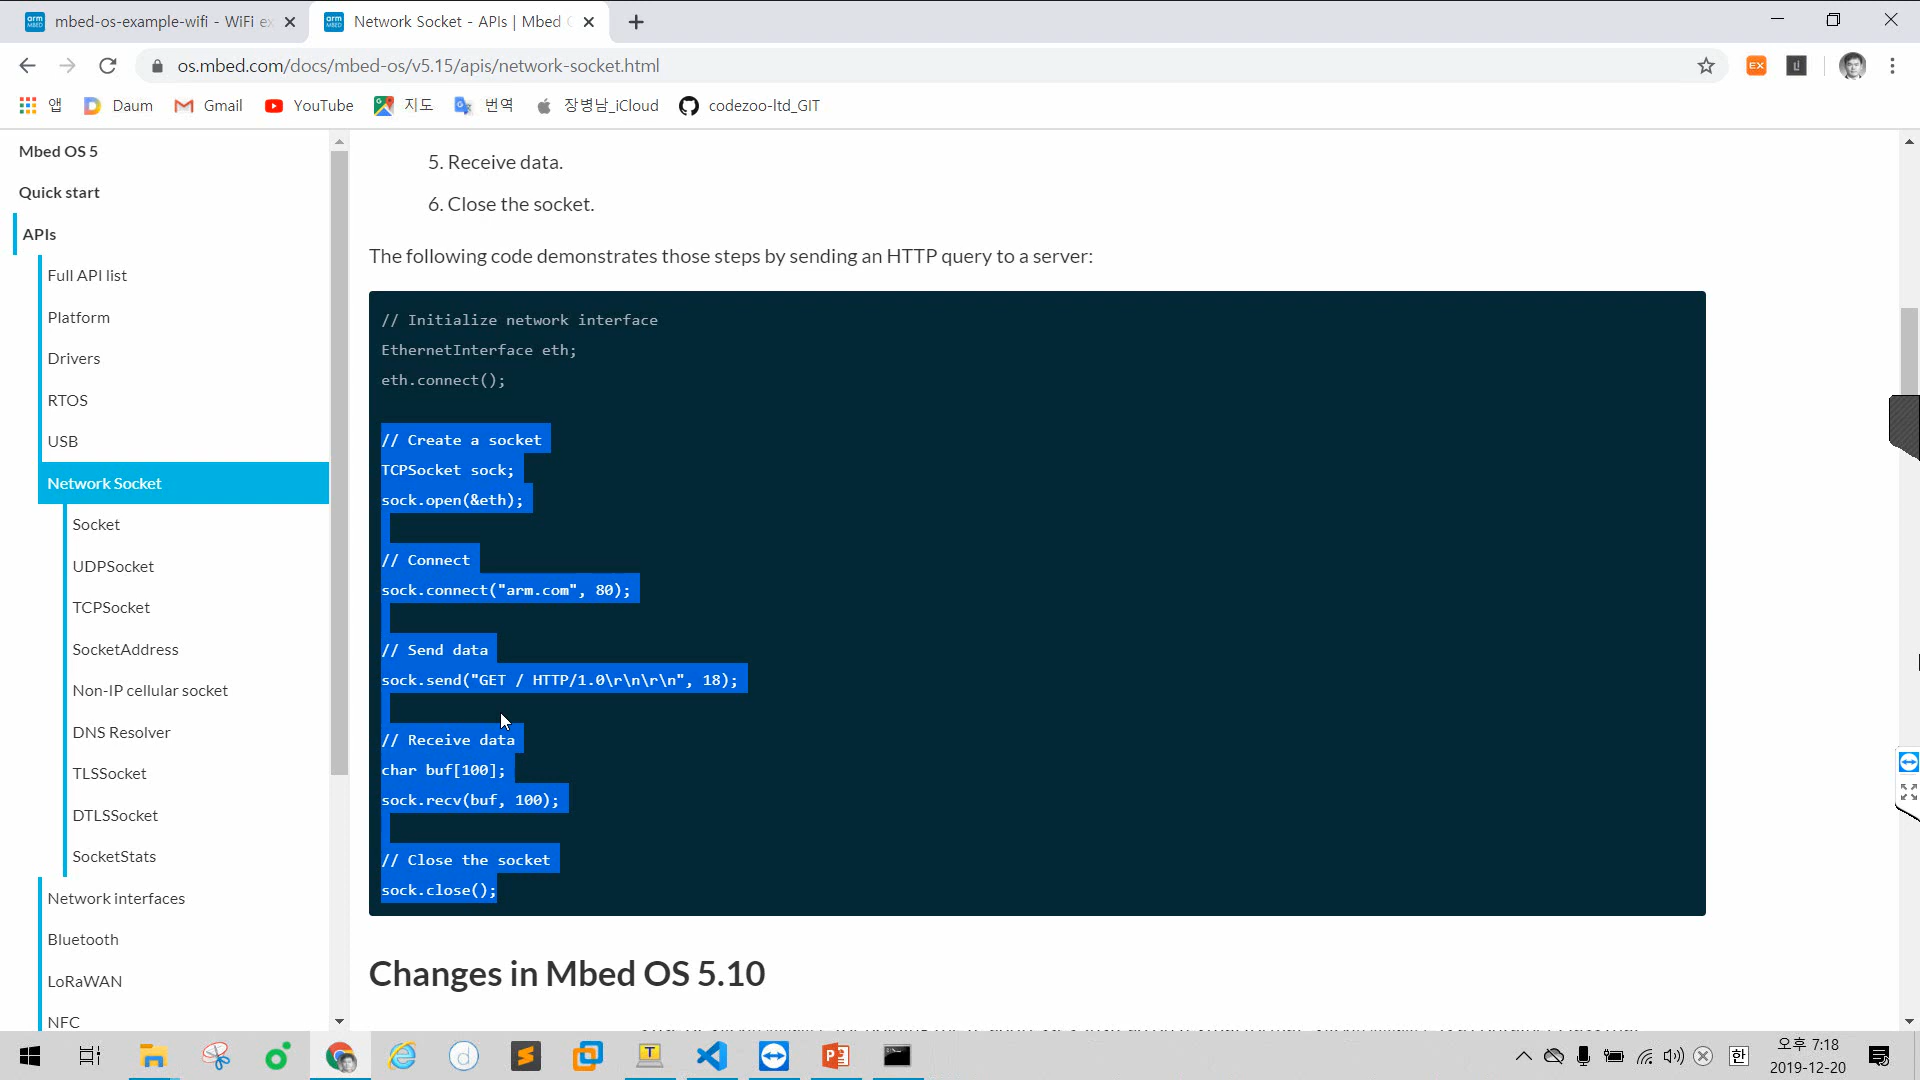 mbed-os-example-wifi - WiFi ex
Network Socket - APIs | Mbed
os.mbed.com/docs/mbed-os/v5.15/apis/network-socket.html
앱 Daum Gmail YouTube 지도 번역 장병남_iCloud codezoo-ltd_GIT
Mbed OS 5
Quick start
APIs
Full API list
Platform
Drivers
RTOS
USB
Network Socket
Socket
UDPSocket
TCPSocket
SocketAddress
Non-IP cellular socket
DNS Resolver
TLSSocket
DTLSSocket
SocketStats
Network interfaces
Bluetooth
LoRaWAN
NFC
5. Receive data.
6. Close the socket.
The following code demonstrates those steps by sending an HTTP query to a server:
// Initialize network interface
EthernetInterface eth;
eth.connect();
// Create a socket
TCPSocket sock;
sock.open(&eth);
// Connect
sock.connect("arm.com", 80);
// Send data
sock.send("GET / HTTP/1.0\r\n\r\n", 18);
// Receive data
char buf[100];
sock.recv(buf, 100);
// Close the socket
sock.close();
Changes in Mbed OS 5.10
한
오후 7:18
2019-12-20